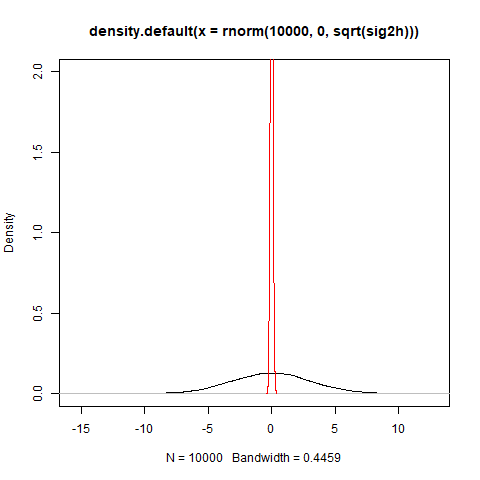 density.default(x = rnorm(10000, 0, sqrt(sig2h)))
Density
2.0
1.5
1.0
0.5
0.0
-15 -10 -5 0 5 10
N = 10000 Bandwidth = 0.4459